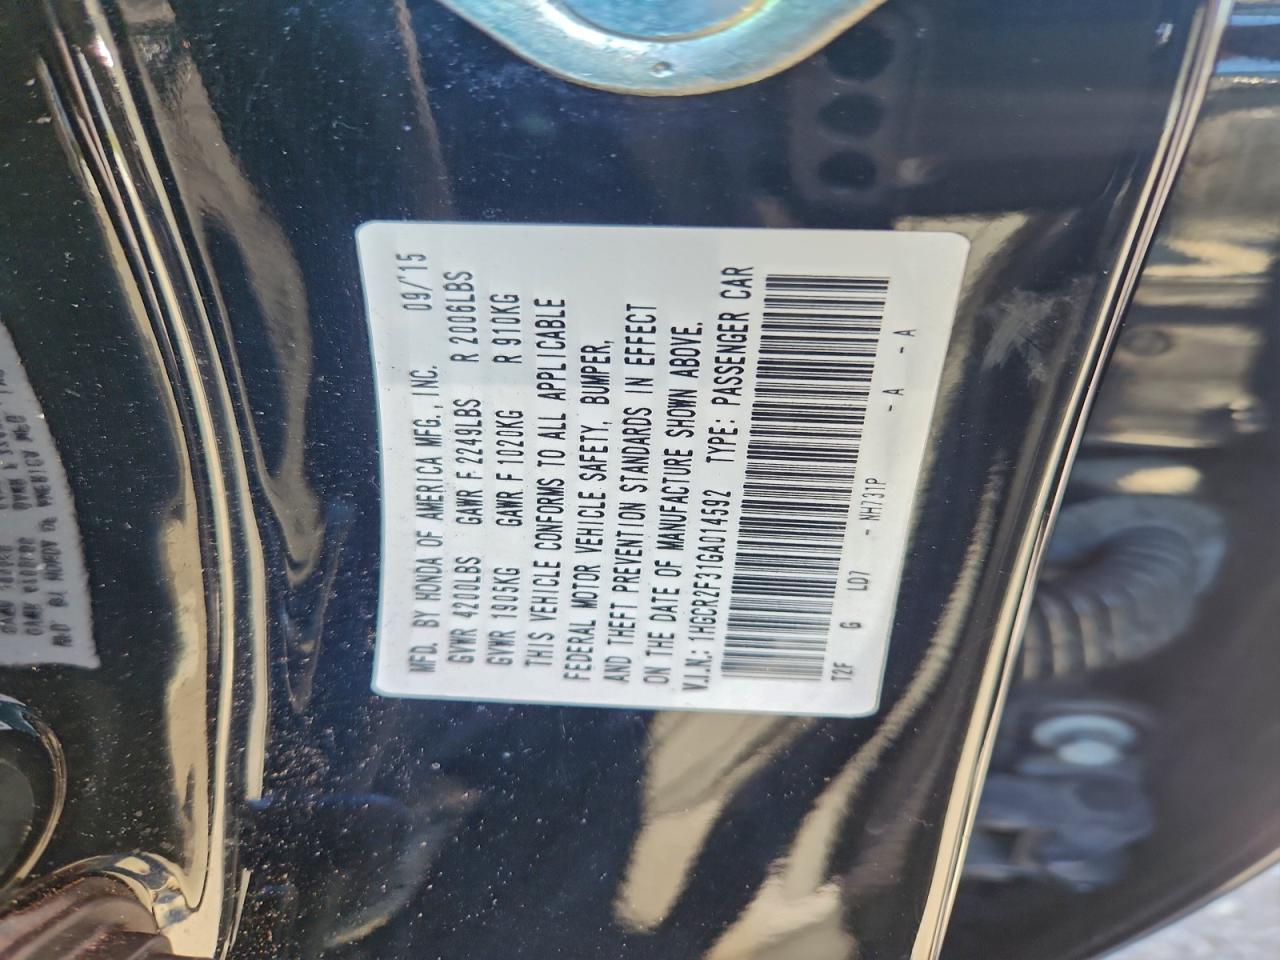 MFD. BY HONDA OF AMERICA MFG., INC. 09/'15
GVWR 4200LBS GAWR F 2249LBS R 2006LBS
GVWR 1915KG GAWR F 1020KG R 910KG
THIS VEHICLE CONFORMS TO ALL APPLICABLE
FEDERAL MOTOR VEHICLE SAFETY, BUMPER,
AND THEFT PREVENTION STANDARDS IN EFFECT
ON THE DATE OF MANUFACTURE SHOWN ABOVE.
V.I.N.: 1HGCR2F31GA014592 TYPE: PASSENGER CAR
T2F G LD7 - NH731P - A - A